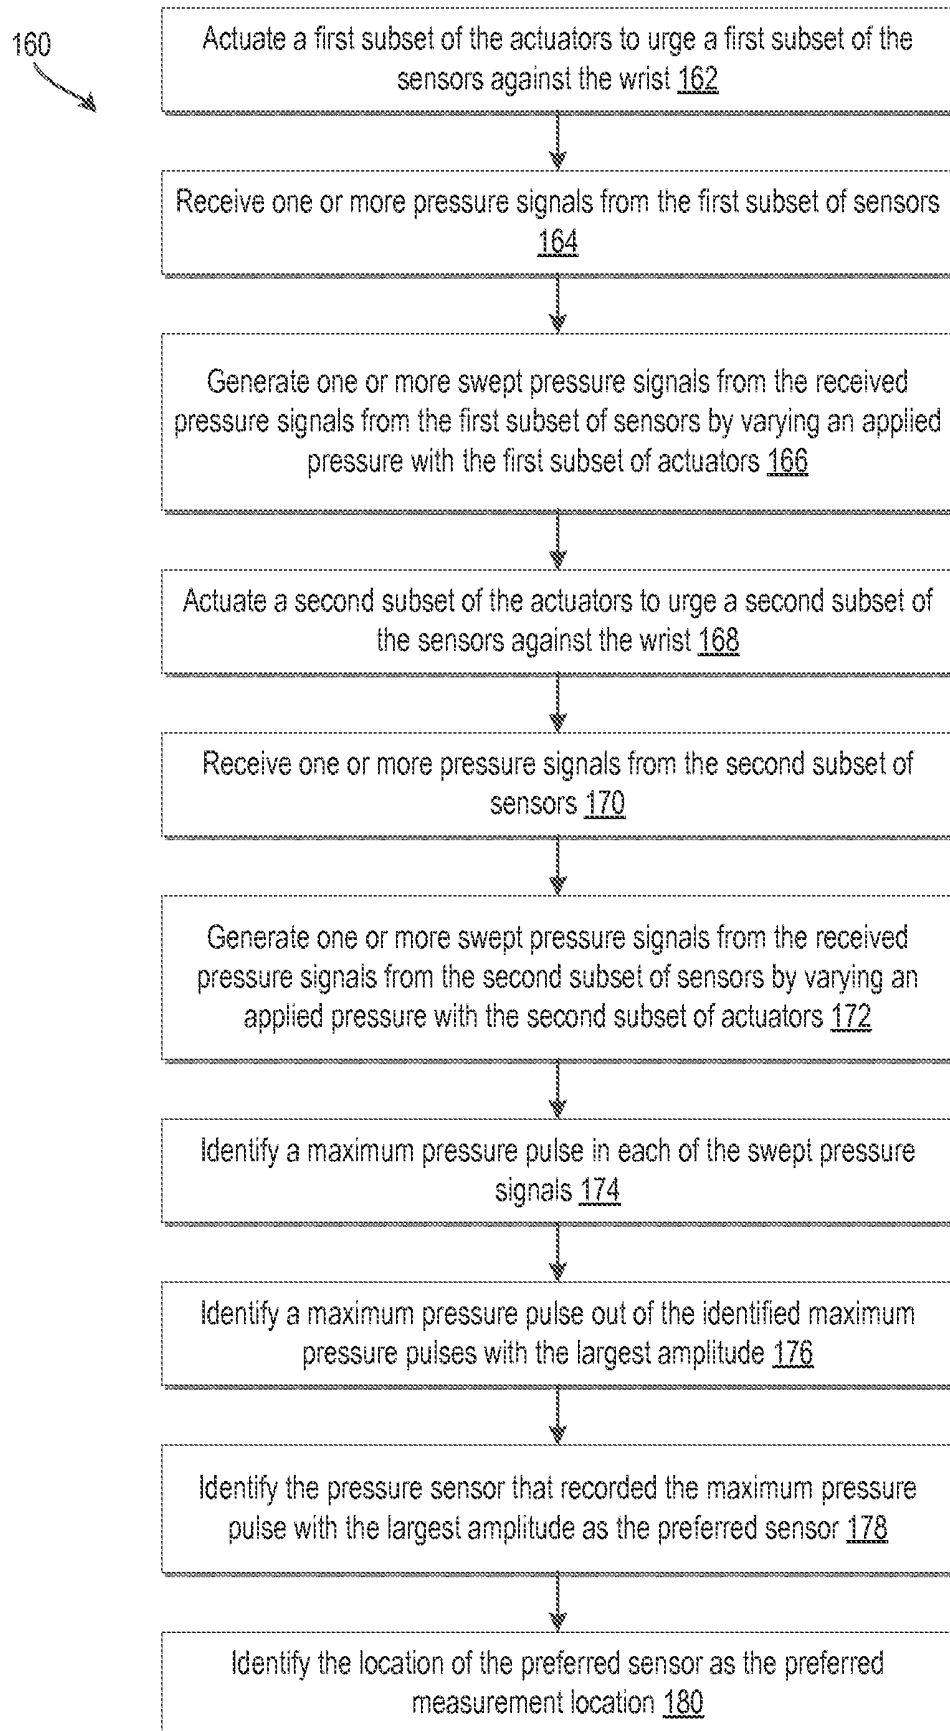 160
Actuate a first subset of the actuators to urge a first subset of the
sensors against the wrist 162
Receive one or more pressure signals from the first subset of sensors
164
Generate one or more swept pressure signals from the received
pressure signals from the first subset of sensors by varying an applied
pressure with the first subset of actuators 166
Actuate a second subset of the actuators to urge a second subset of
the sensors against the wrist 168
Receive one or more pressure signals from the second subset of
sensors 170
Generate one or more swept pressure signals from the received
pressure signals from the second subset of sensors by varying an
applied pressure with the second subset of actuators 172
Identify a maximum pressure pulse in each of the swept pressure
signals 174
Identify a maximum pressure pulse out of the identified maximum
pressure pulses with the largest amplitude 176
Identify the pressure sensor that recorded the maximum pressure
pulse with the largest amplitude as the preferred sensor 178
Identify the location of the preferred sensor as the preferred
measurement location 180